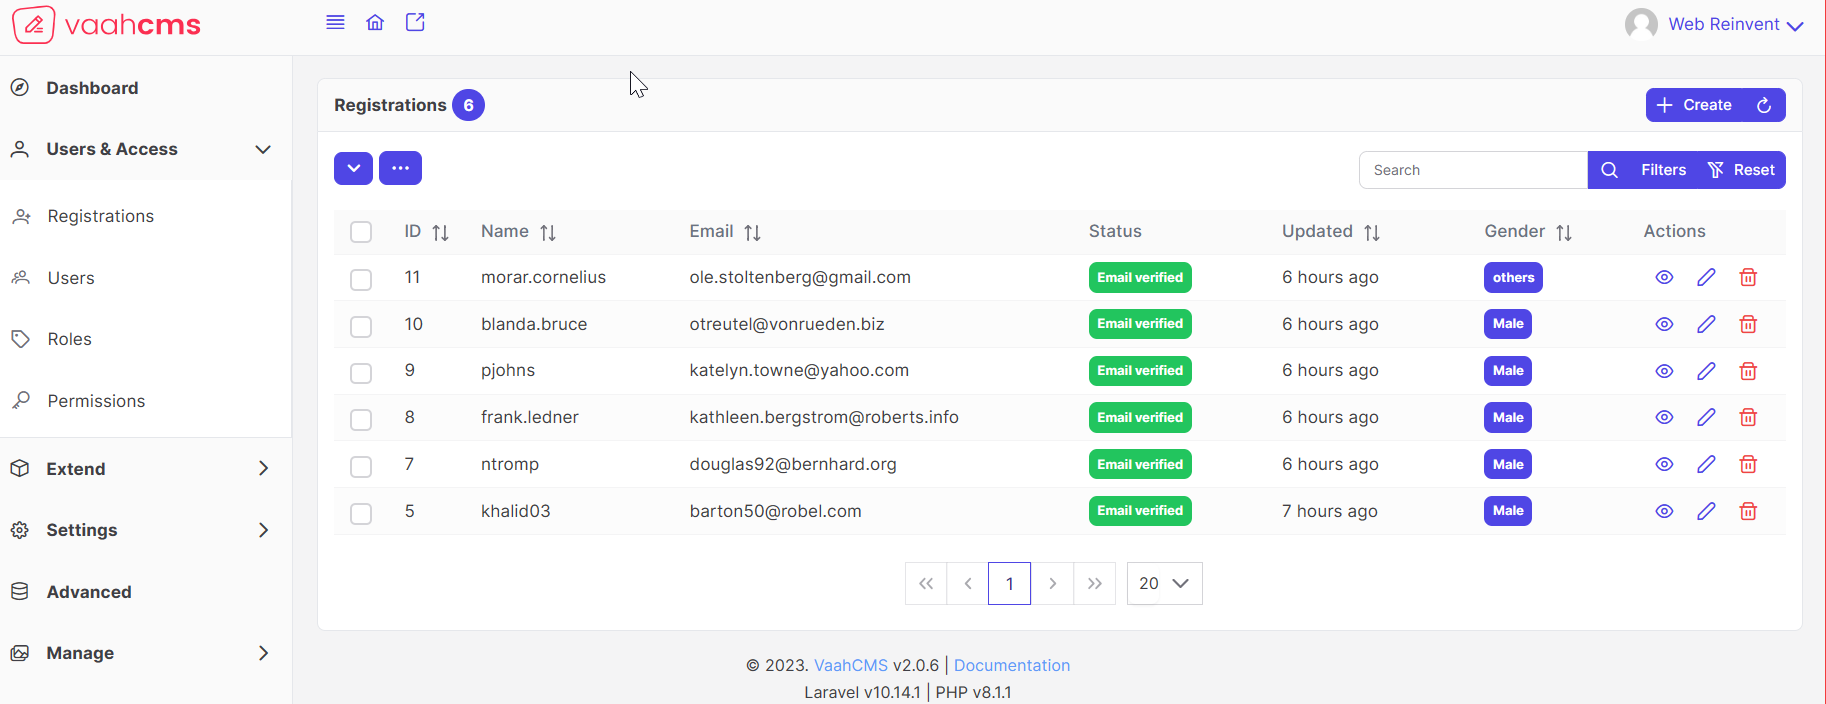 vaahcms
Web Reinvent
Dashboard
Users & Access
Registrations
Users
Roles
Permissions
Extend
Settings
Advanced
Manage
Registrations 6
Create
Search
Filters
Reset
ID Name Email Status Updated Gender Actions
11 morar.cornelius ole.stoltenberg@gmail.com Email verified 6 hours ago others
10 blanda.bruce otreutel@vonrueden.biz Email verified 6 hours ago Male
9 pjohns katelyn.towne@yahoo.com Email verified 6 hours ago Male
8 frank.ledner kathleen.bergstrom@roberts.info Email verified 6 hours ago Male
7 ntromp douglas92@bernhard.org Email verified 6 hours ago Male
5 khalid03 barton50@robel.com Email verified 7 hours ago Male
1
20
© 2023. VaahCMS v2.0.6 | Documentation
Laravel v10.14.1 | PHP v8.1.1